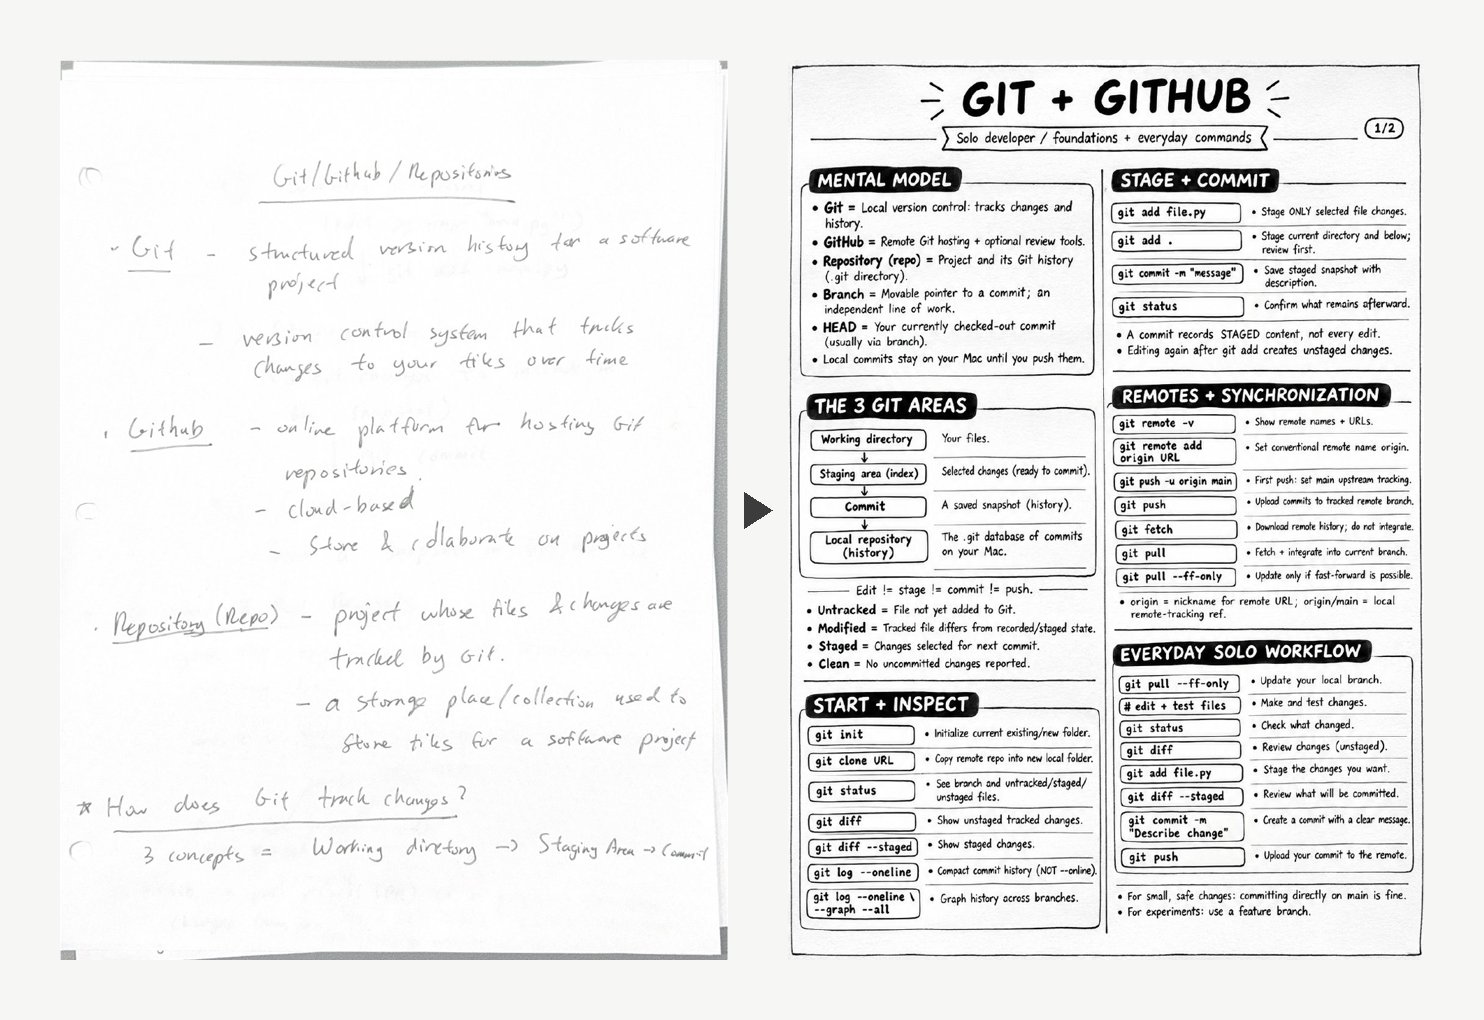 Git/Github/Repositories
- Git - structured version history for a software
project
- version control system that tracks
changes to your files over time
Github - online platform for hosting Git
repositories.
- cloud-based
- Store & collaborate on projects
Repository (Repo) - project whose files & changes are
tracked by Git.
- a storage place/collection used to
store files for a software project
* How does Git track changes?
3 concepts = Working directory -> Staging Area -> Commit
GIT + GITHUB
Solo developer / foundations + everyday commands
1/2
MENTAL MODEL
• Git = Local version control: tracks changes and
history.
• GitHub = Remote Git hosting + optional review tools.
• Repository (repo) = Project and its Git history
(.git directory).
• Branch = Movable pointer to a commit; an
independent line of work.
• HEAD = Your currently checked-out commit
(usually via branch).
• Local commits stay on your Mac until you push them.
THE 3 GIT AREAS
Working directory Your files.
Staging area (index) Selected changes (ready to commit).
Commit A saved snapshot (history).
Local repository The .git database of commits
(history) on your Mac.
Edit != stage != commit != push.
• Untracked = File not yet added to Git.
• Modified = Tracked file differs from recorded/staged state.
• Staged = Changes selected for next commit.
• Clean = No uncommitted changes reported.
START + INSPECT
git init • Initialize current existing/new folder.
git clone URL • Copy remote repo into new local folder.
git status • See branch and untracked/staged/
unstaged files.
git diff • Show unstaged tracked changes.
git diff --staged • Show staged changes.
git log --oneline • Compact commit history (NOT --online).
git log --oneline \ • Graph history across branches.
--graph --all
STAGE + COMMIT
git add file.py • Stage ONLY selected file changes.
git add . • Stage current directory and below;
review first.
git commit -m "message" • Save staged snapshot with
description.
git status • Confirm what remains afterward.
• A commit records STAGED content, not every edit.
• Editing again after git add creates unstaged changes.
REMOTES + SYNCHRONIZATION
git remote -v • Show remote names + URLs.
git remote add • Set conventional remote name origin.
origin URL
git push -u origin main • First push: set main upstream tracking.
git push • Upload commits to tracked remote branch.
git fetch • Download remote history; do not integrate.
git pull • Fetch + integrate into current branch.
git pull --ff-only • Update only if fast-forward is possible.
• origin = nickname for remote URL; origin/main = local
remote-tracking ref.
EVERYDAY SOLO WORKFLOW
git pull --ff-only • Update your local branch.
# edit + test files • Make and test changes.
git status • Check what changed.
git diff • Review changes (unstaged).
git add file.py • Stage the changes you want.
git diff --staged • Review what will be committed.
git commit -m • Create a commit with a clear message.
"Describe change"
git push • Upload your commit to the remote.
• For small, safe changes: committing directly on main is fine.
• For experiments: use a feature branch.